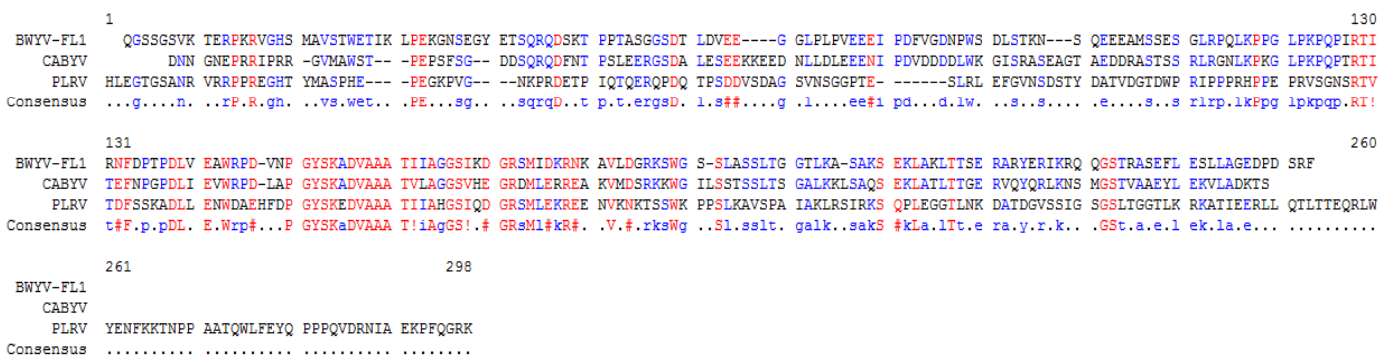 1 130
BWYV-FL1 QGSSGSVK TERPKRVGHS MAVSTWETIK LPEKGNSEGY ETSQRQDSKT PPTASGGSDT LDVEE----G GLPLPVEEEI PDFVGDNPWS DLSTKN---S QEEEAMSSES GLRPQLKPPG LPKPQPIRTI
CABYV DNN GNEPRRIPRR -GVMAWST-- -PEPSFSG-- DDSQRQDFNT PSLEERGSDA LESEEKKEED NLLDLEEENI PDVDDDDLWK GISRASEAGT AEDDRASTSS RLRGNLKPKG LPKPQPTRTI
PLRV HLEGTGSANR VRRPPREGHT TYMASPHE-- -PEGKPVG-- --NKPRDETP IQTQERQPDQ TPSDDVSDAG SVNSGGPTE- ----SLRLEFGVNSDSTY DATVDGTDWP RIPPPRHPPE PRVSGNSRTV
Consensus ...g....n. .rrP.R.gh. ..vs.wet.. .PE...sg.. ..sqrqD..t p.t.ergsD. l.s##....g .l....ee#i pd...d.lw. ..s..s.... .e....s..s rlrp.lkPpg lpkpqp.RT!
131 260
BWYV-FL1 RNFDPTPDLV EAWRPD-VNP GYSKADVAAA TIIAGGSIKD GRSMIDKRNK AVLDGRKSWG S-SLASSLTG GTLKA-SAKS EKLAKLTTSE RARYERIKRQ QGSTRASEFL ESLLAGEDPD SRF
CABYV TEFNPGPDLI EVWRPD-LAP GYSKADVAAA TVLAGGSVHE GRDMLERREA KVMDSRKKWG ILSSTSSLTS GALKKLSAQS EKLATLTTGE RVQYQRLKNS MGSTVAAEYL EKVLADKTS
PLRV TDFSSKADLL ENWDAEHFDP GYSKEDVAAA TIIAHGSIQD GRSMLEKREE NVKNKTSSWK PPSLKAVSPA IAKLRSIRKS QPLEGGTLNK DATDGVSSIG SGSLTGGTLK RKATIEERLL QTLTTEQRLW
Consensus t#F.p.pDL. E.Wrp#...P GYSKaDVAAA T!iAgGS!.# GRsMl#kR#. .V.#.rksWg ..Sl.sslt. galk.saakS #kLa.lTt.e ra.y.r.k.. .GSt.a.e.l ek.la.e... ..........
261 298
BWYV-FL1
CABYV
PLRV YENFKKTNPP AATQWLFEYQ PPPQVDRNIA EKPFQGRK
Consensus .......... .......... .......... ........